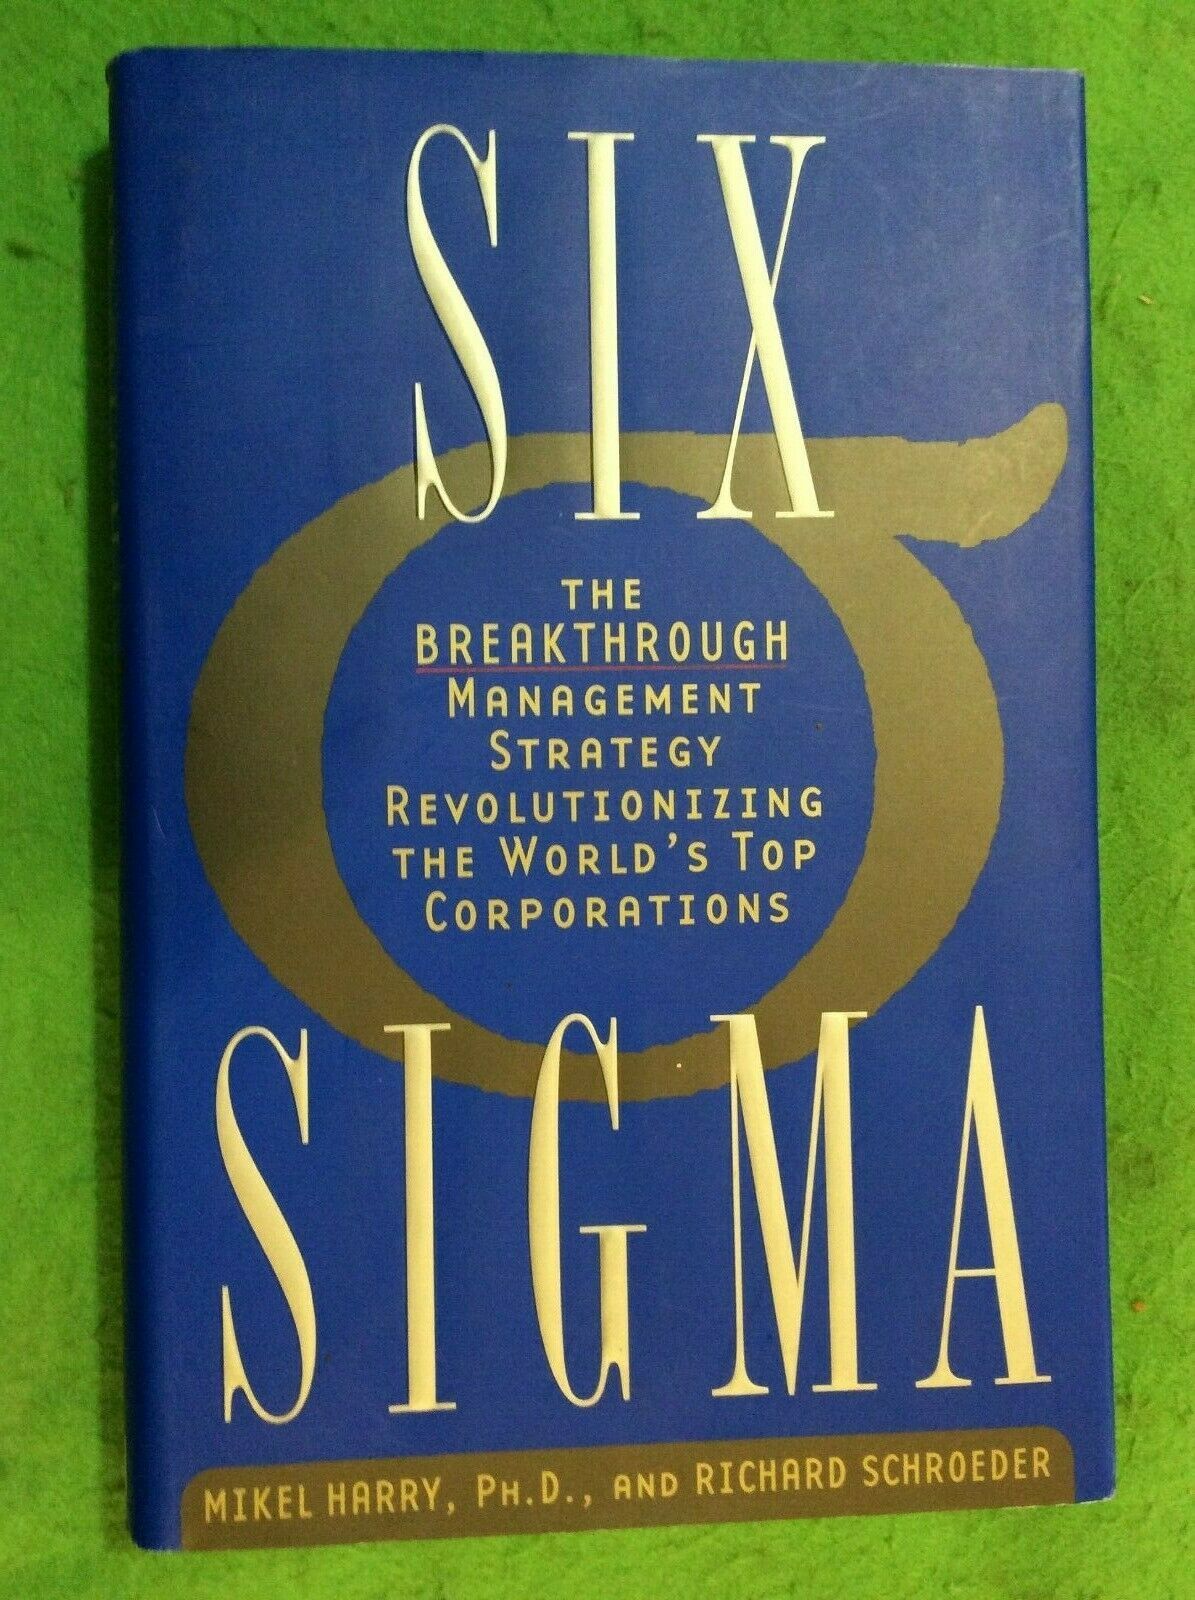 SIX
THE
BREAKTHROUGH
MANAGEMENT
STRATEGY
REVOLUTIONIZING
THE WORLD'S TOP
CORPORATIONS
SIGMA
MIKEL HARRY, PH.D., AND RICHARD SCHROEDER